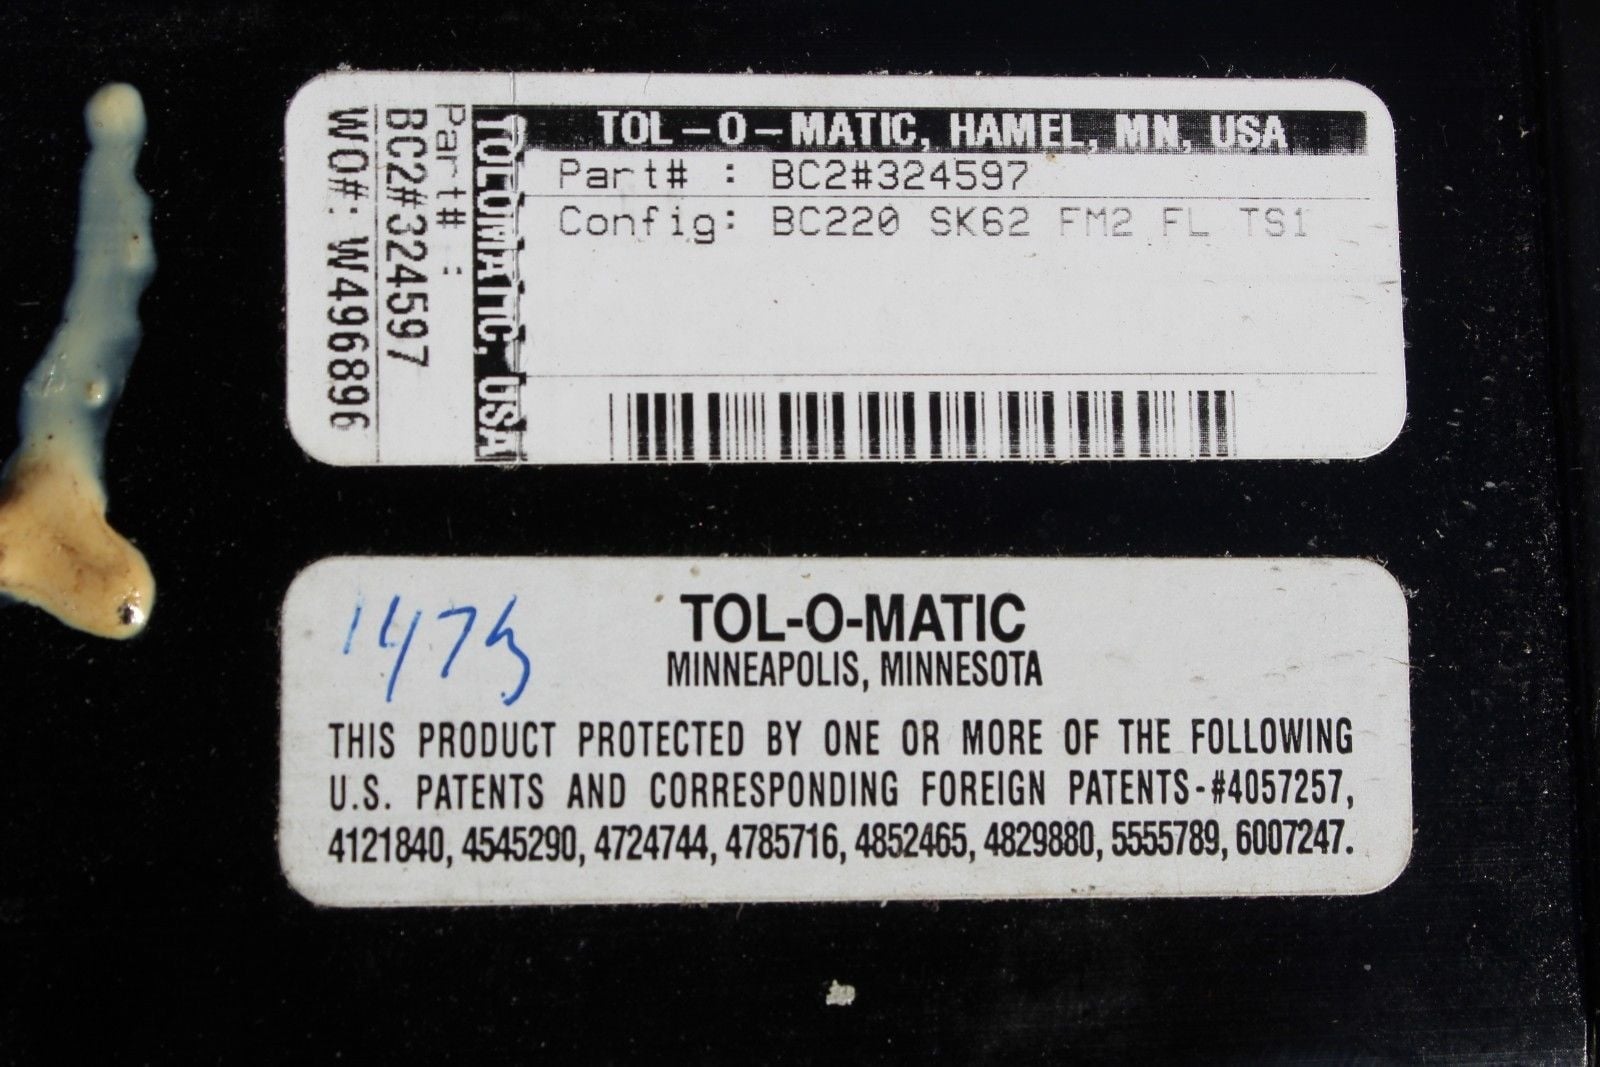 TOL-O-MATIC, HAMEL, MN, USA
Part# : BC2#324597
Config: BC220 SK62 FM2 FL TS1
TOLOMATIC, USA
Part# :
BC2#324597
WO#: W496896
1473
TOL-O-MATIC
MINNEAPOLIS, MINNESOTA
THIS PRODUCT PROTECTED BY ONE OR MORE OF THE FOLLOWING
U.S. PATENTS AND CORRESPONDING FOREIGN PATENTS-#4057257,
4121840, 4545290, 4724744, 4785716, 4852465, 4829880, 5555789, 6007247.